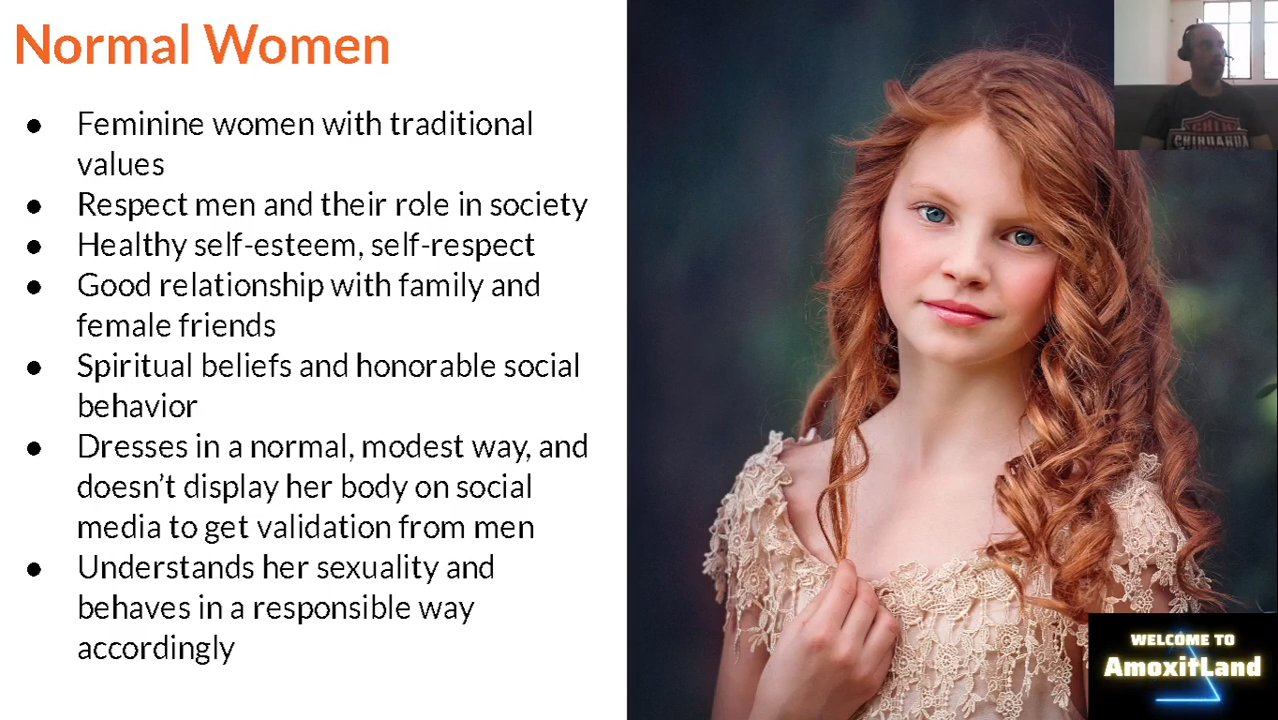 Normal Women
● Feminine women with traditional
values
● Respect men and their role in society
● Healthy self-esteem, self-respect
● Good relationship with family and
female friends
● Spiritual beliefs and honorable social
behavior
● Dresses in a normal, modest way, and
doesn’t display her body on social
media to get validation from men
● Understands her sexuality and
behaves in a responsible way
accordingly
CHIHUAHUA
WELCOME TO
AmoxitLand